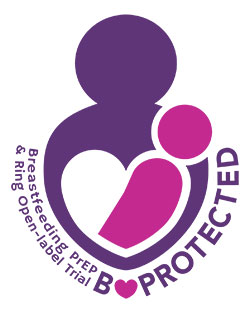 Breastfeeding PrEP
& Ring Open-label Trial
B PROTECTED